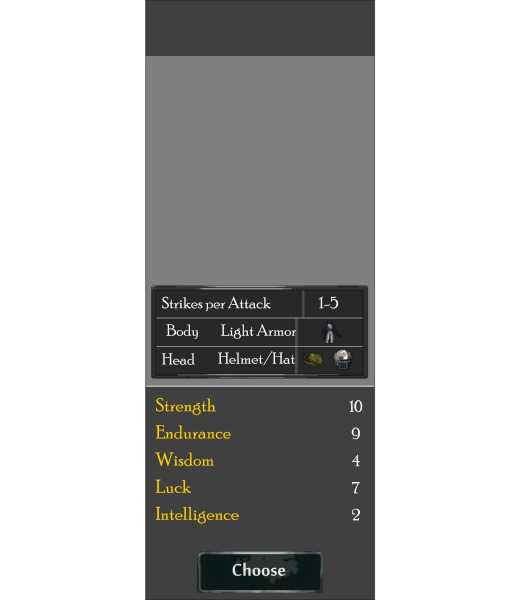 Strikes per Attack 1-5
Body Light Armor
Head Helmet/Hat
Strength 10
Endurance 9
Wisdom 4
Luck 7
Intelligence 2
Choose